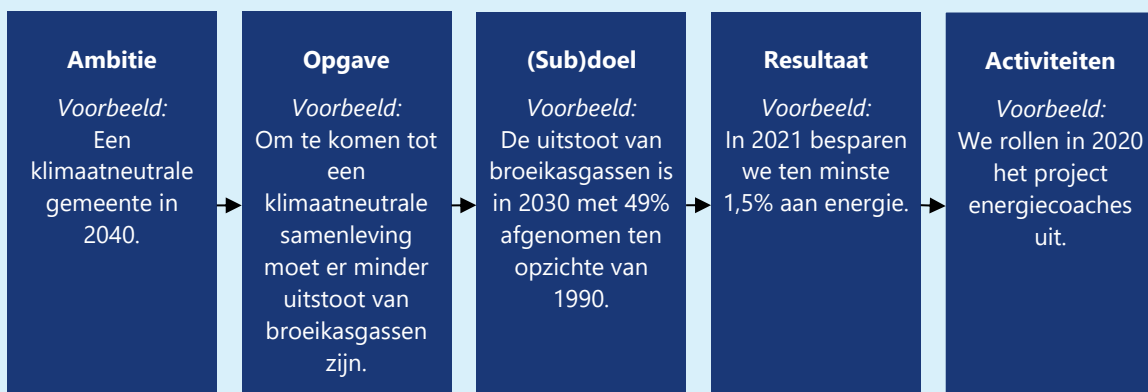 Ambitie
Voorbeeld:
Een
klimaatneutrale
gemeente in
2040.
Opgave
Voorbeeld:
Om te komen tot
een
klimaatneutrale
samenleving
moet er minder
uitstoot van
broeikasgassen
zijn.
(Sub)doel
Voorbeeld:
De uitstoot van
broeikasgassen is
in 2030 met 49%
afgenomen ten
opzichte van
1990.
Resultaat
Voorbeeld:
In 2021 besparen
we ten minste
1,5% aan energie.
Activiteiten
Voorbeeld:
We rollen in 2020
het project
energiecoaches
uit.